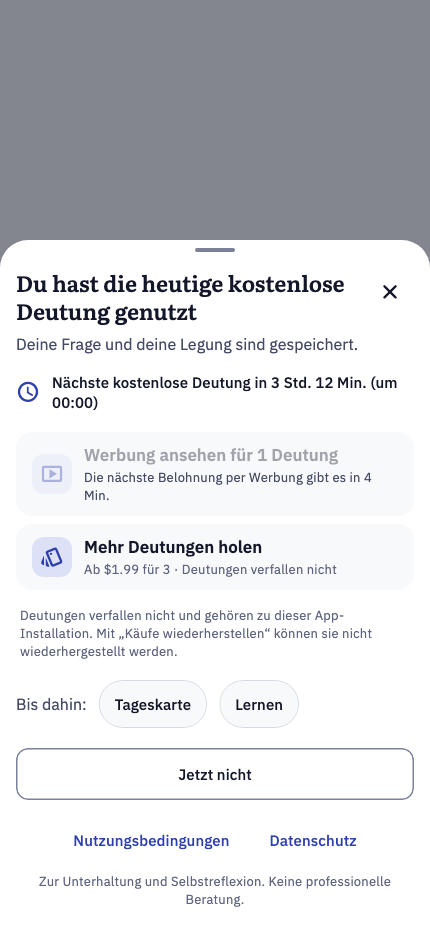 Du hast die heutige kostenlose
Deutung genutzt
Deine Frage und deine Legung sind gespeichert.
Nächste kostenlose Deutung in 3 Std. 12 Min. (um
00:00)
Werbung ansehen für 1 Deutung
Die nächste Belohnung per Werbung gibt es in 4
Min.
Mehr Deutungen holen
Ab $1.99 für 3 · Deutungen verfallen nicht
Deutungen verfallen nicht und gehören zu dieser App-
Installation. Mit „Käufe wiederherstellen“ können sie nicht
wiederhergestellt werden.
Bis dahin:
Tageskarte
Lernen
Jetzt nicht
Nutzungsbedingungen
Datenschutz
Zur Unterhaltung und Selbstreflexion. Keine professionelle
Beratung.